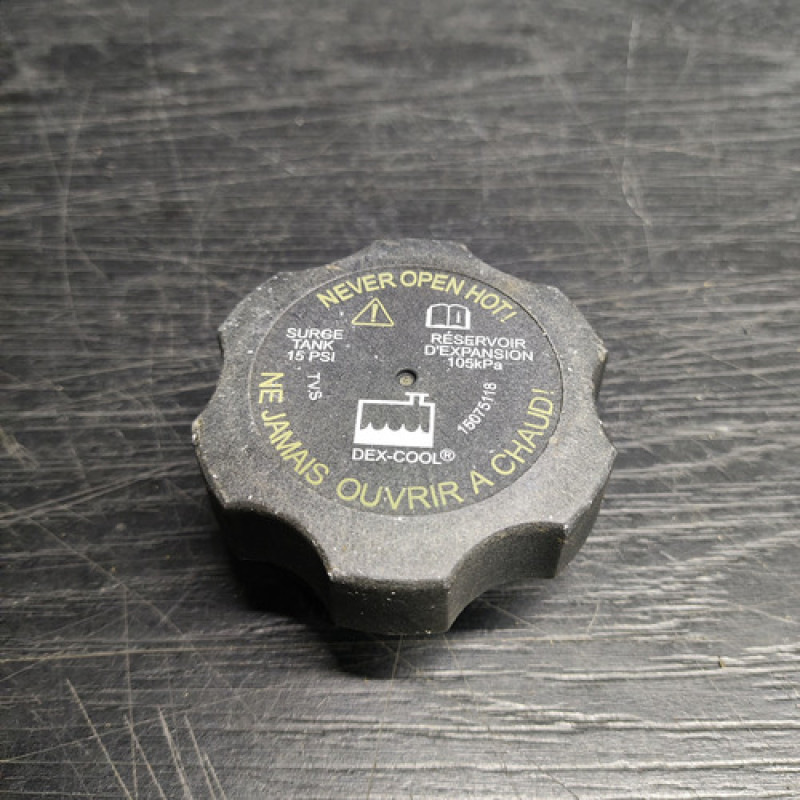 NEVER OPEN HOT!
SURGE
TANK
15 PSI
RÉSERVOIR
D'EXPANSION
105kPa
TVS
15075118
DEX-COOL®
NE JAMAIS OUVRIR À CHAUD!